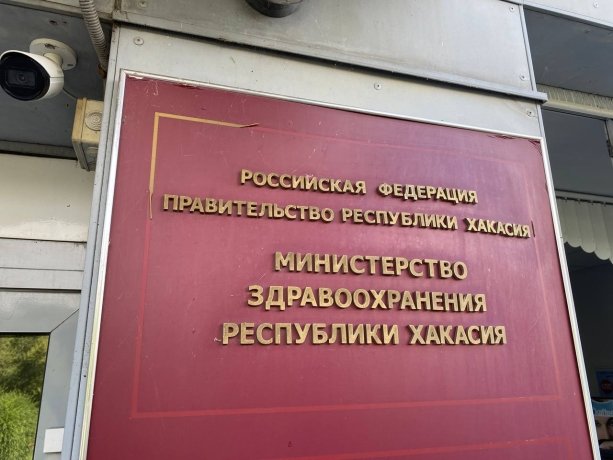 РОССИЙСКАЯ ФЕДЕРАЦИЯ
ПРАВИТЕЛЬСТВО РЕСПУБЛИКИ ХАКАСИЯ
МИНИСТЕРСТВО
ЗДРАВООХРАНЕНИЯ
РЕСПУБЛИКИ ХАКАСИЯ